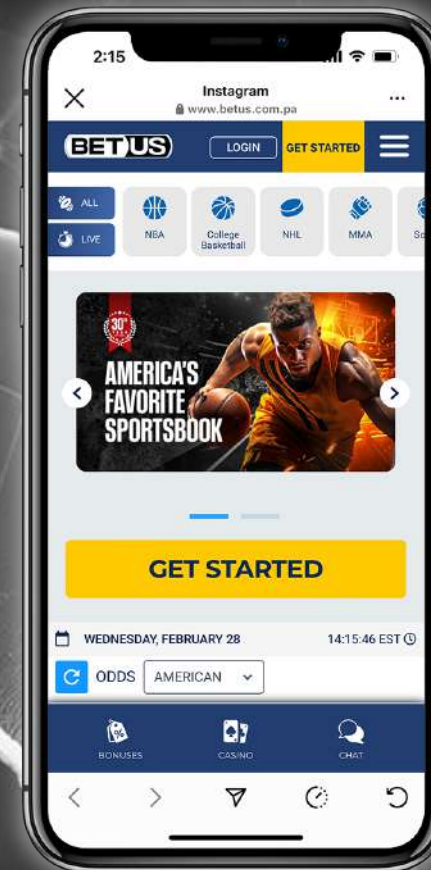 2:15
Instagram
www.betus.com.pa
BETUS
LOGIN
GET STARTED
ALL
LIVE
NBA
College
Basketball
NHL
MMA
30
AMERICA'S
FAVORITE
SPORTSBOOK
GET STARTED
WEDNESDAY, FEBRUARY 28
14:15:46 EST
ODDS
AMERICAN
BONUSES
CASINO
CHAT